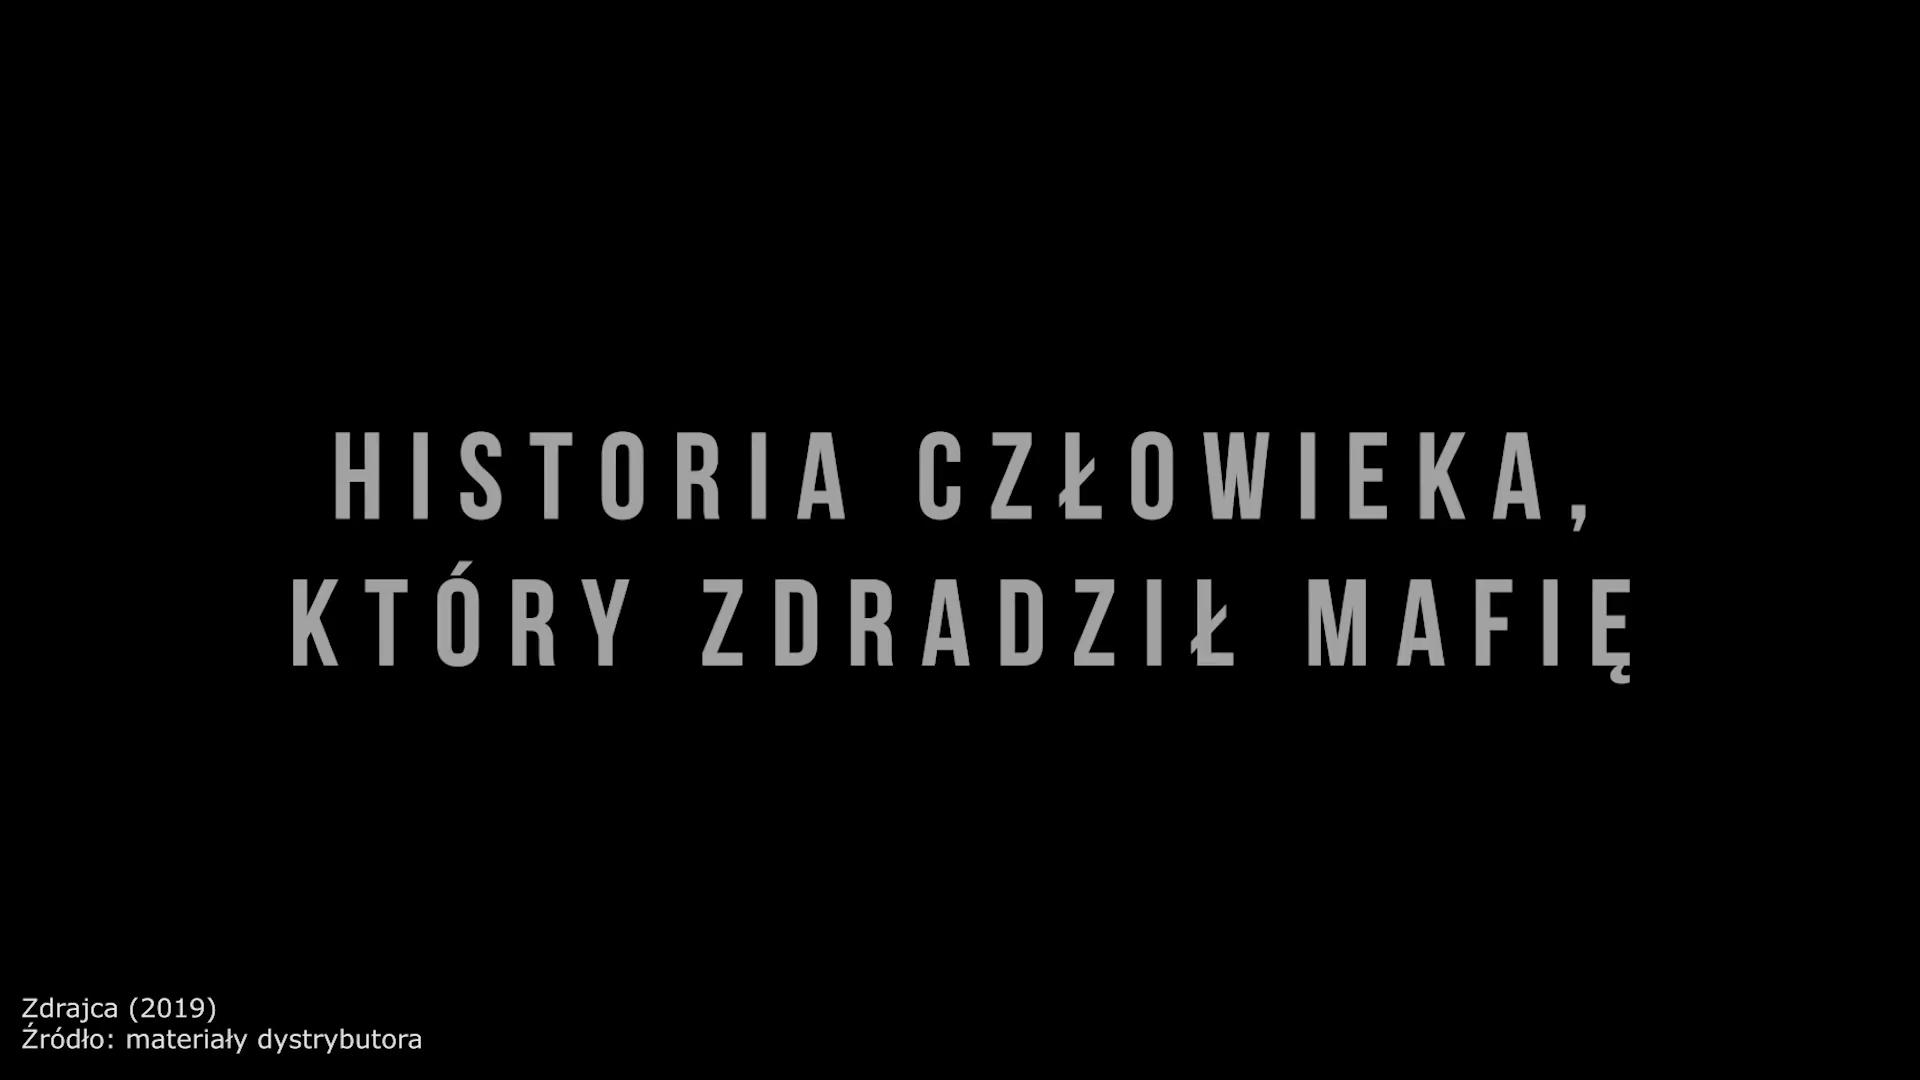 HISTORIA CZŁOWIEKA,
KTÓRY ZDRADZIŁ MAFIĘ
Zdrajca (2019)
Źródło: materiały dystrybutora